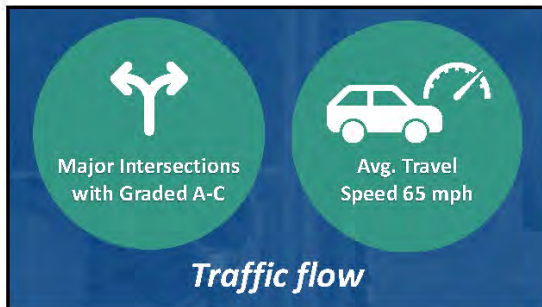 Major Intersections
with Graded A-C
Avg. Travel
Speed 65 mph
Traffic flow